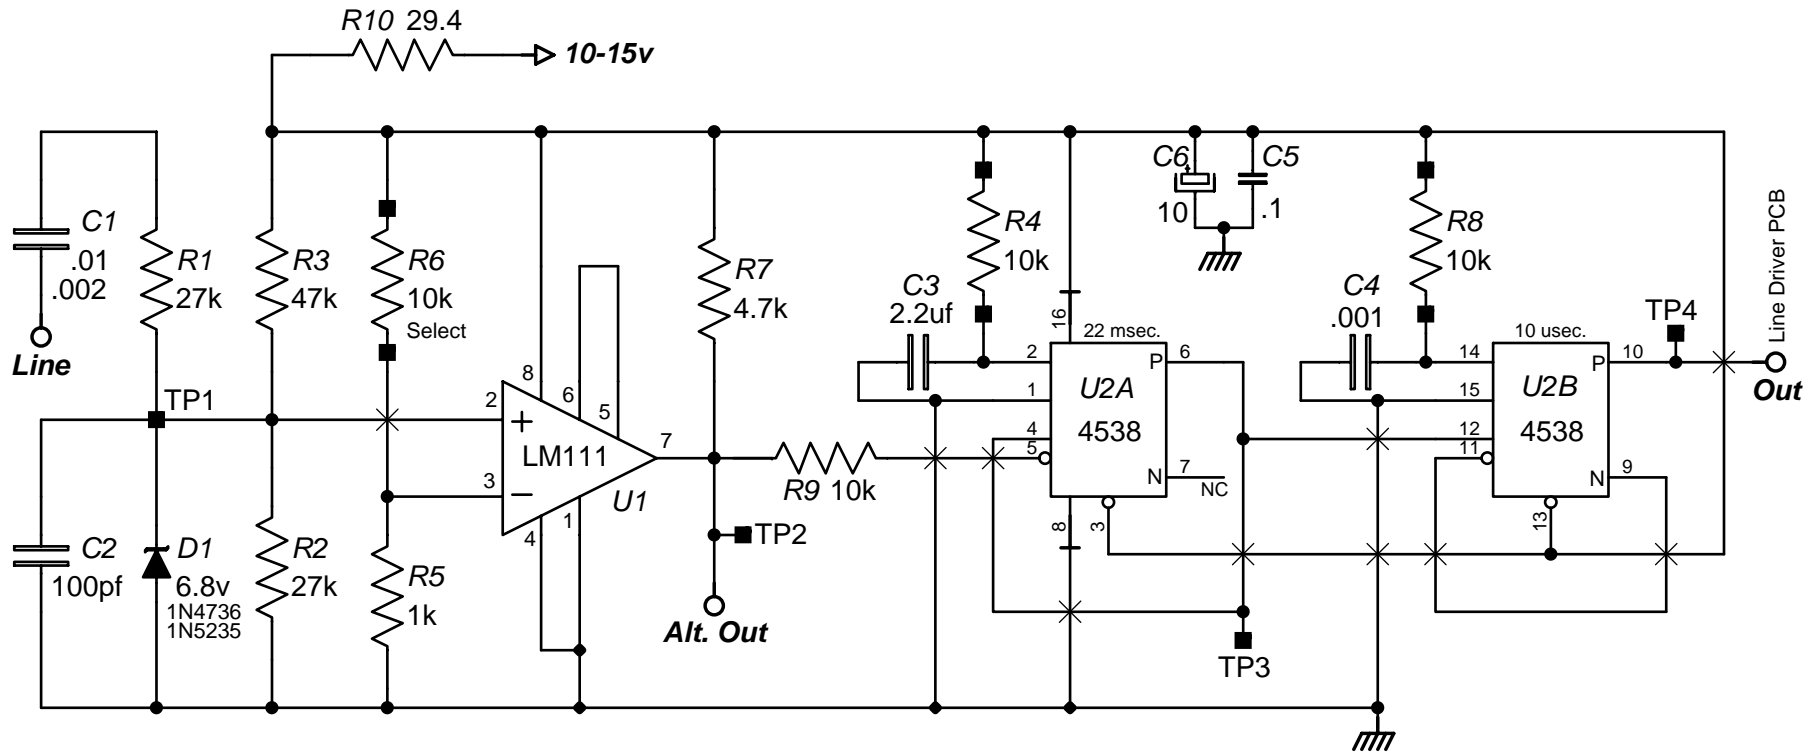 R10 29.4
10-15v
C1
.01
.002
Line
R1
27k
R3
47k
R6
10k
Select
R7
4.7k
C3
2.2uf
R4
10k
C6
10
C5
.1
C4
.001
R8
10k
TP4
Line Driver PCB
Out
TP1
C2
100pf
D1
6.8v
1N4736
1N5235
R2
27k
R5
1k
2
3
8
6
5
7
4
1
+
−
LM111
U1
TP2
Alt. Out
R9 10k
16
22 msec.
2
1
4
5
P
6
U2A
4538
N
7
NC
8
3
TP3
10 usec.
14
15
12
11
P
10
U2B
4538
N
9
13